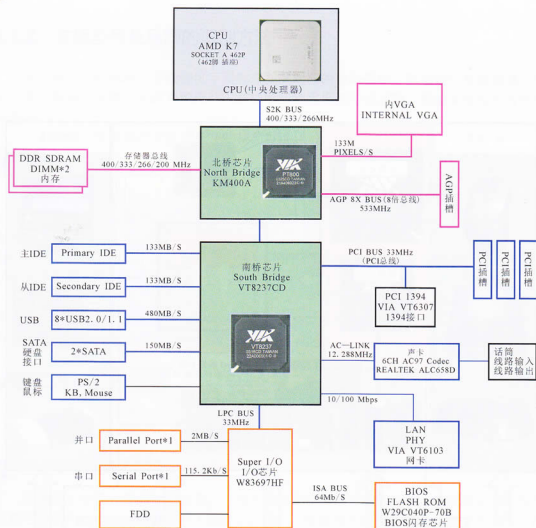 CPU
AMD K7
SOCKET A 462P
(462脚 插座)
CPU(中央处理器)
S2K BUS
400/333/266MHz
内VGA
INTERNAL VGA
133M
PIXELS/S
DDR SDRAM
DIMM*2
内存
存储器总线
400/333/266/200 MHz
北桥芯片
North Bridge
KM400A
VIA
PT800
AGP 8X BUS(8倍总线)
533MHz
AGP插槽
主IDE
Primary IDE
133MB/S
从IDE
Secondary IDE
133MB/S
USB
8*USB2.0/1.1
480MB/S
SATA
硬盘
接口
2*SATA
150MB/S
键盘
鼠标
PS/2
KB,Mouse
南桥芯片
South Bridge
VT8237CD
VIA
VT8237
PCI BUS 33MHz
(PCI总线)
PCI插槽
PCI插槽
PCI插槽
PCI 1394
VIA VT6307
1394接口
AC—LINK
12.288MHz
声卡
6CH AC97 Codec
REALTEK ALC658D
话筒
线路输入
线路输出
10/100 Mbps
LAN
PHY
VIA VT6103
网卡
LPC BUS
33MHz
并口
Parallel Port*1
2MB/S
串口
Serial Port*1
115.2Kb/S
FDD
Super I/O
I/O芯片
W83697HF
ISA BUS
64Mb/S
BIOS
FLASH ROM
W29C040P-70B
BIOS闪存芯片